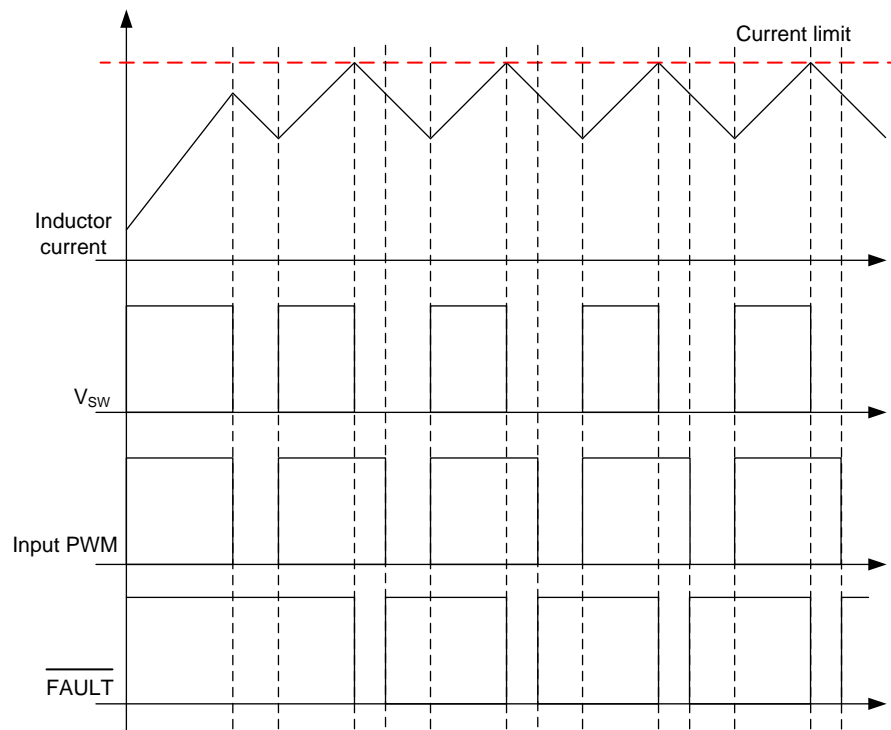 Current limit
Inductor
current
VSW
Input PWM
FAULT